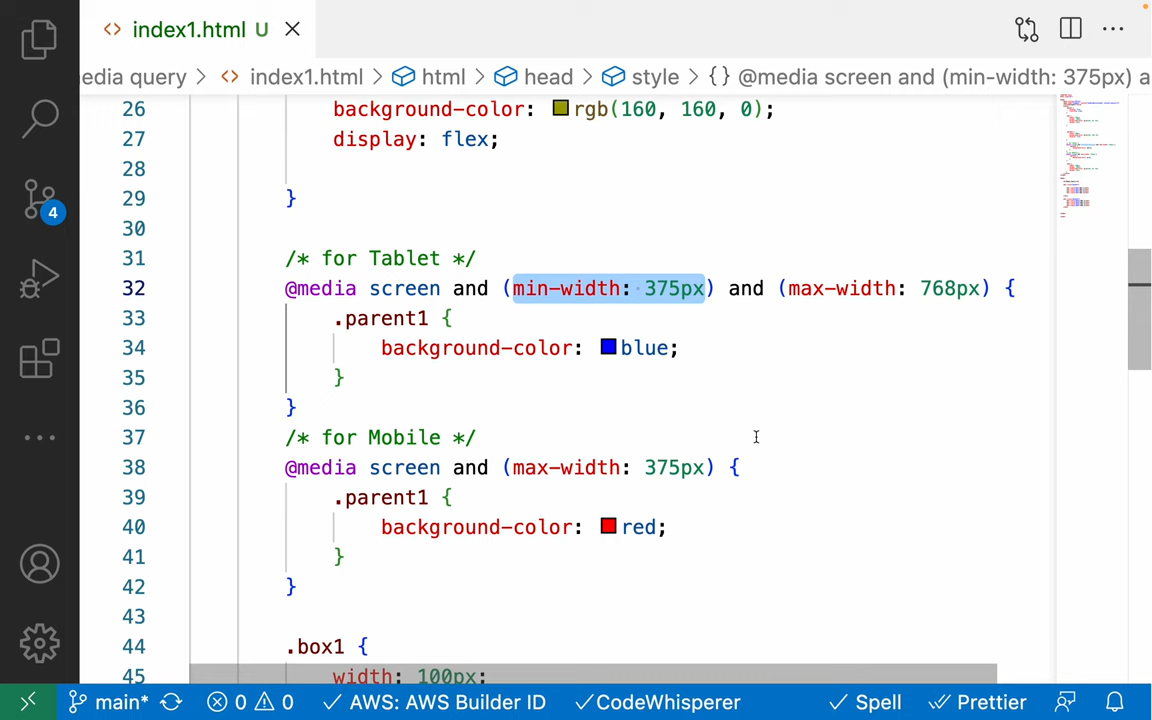 index1.html U
edia query > index1.html > html > head > style > {} @media screen and (min-width: 375px) a
26 background-color: rgb(160, 160, 0);
27 display: flex;
28
29 }
30
31 /* for Tablet */
32 @media screen and (min-width: 375px) and (max-width: 768px) {
33 .parent1 {
34 background-color: blue;
35 }
36 }
37 /* for Mobile */
38 @media screen and (max-width: 375px) {
39 .parent1 {
40 background-color: red;
41 }
42 }
43
44 .box1 {
45 width: 100px;
4
main* 0 0 AWS: AWS Builder ID CodeWhisperer Spell Prettier